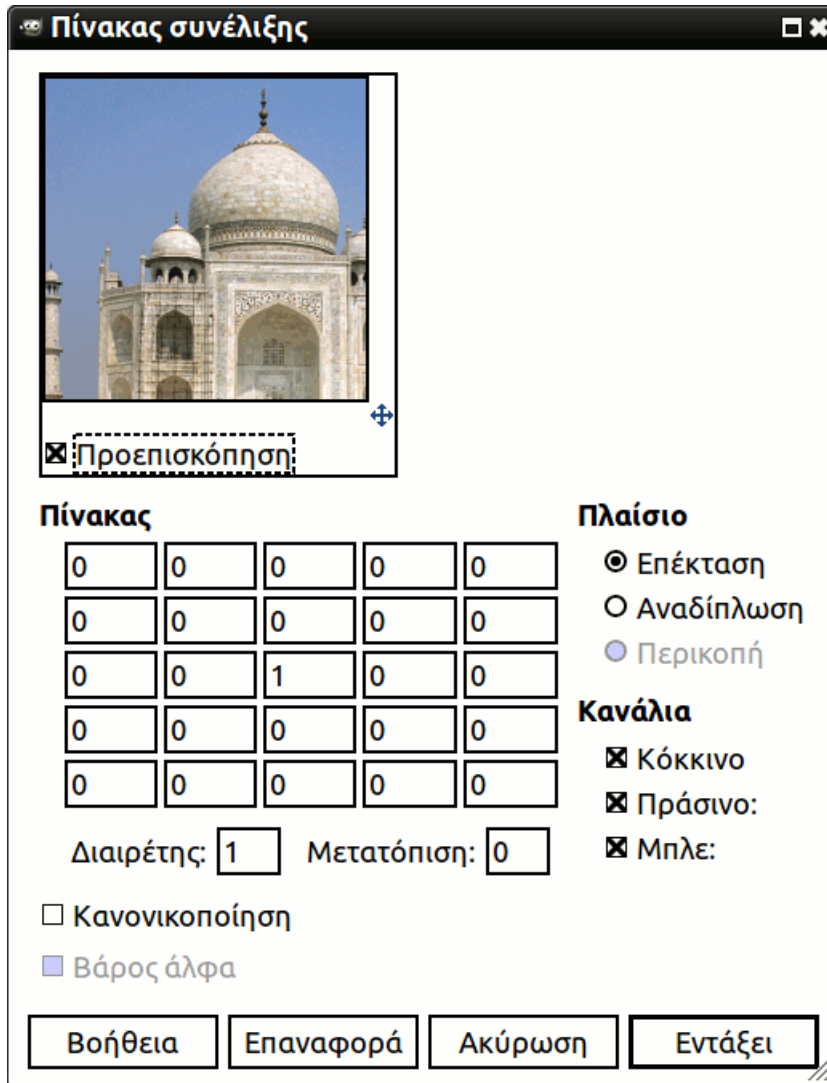 Πίνακας συνέλιξης
Προεπισκόπηση
Πίνακας
0 0 0 0 0
0 0 0 0 0
0 0 1 0 0
0 0 0 0 0
0 0 0 0 0
Διαιρέτης: 1 Μετατόπιση: 0
Κανονικοποίηση
Βάρος άλφα
Πλαίσιο
Επέκταση
Αναδίπλωση
Περικοπή
Κανάλια
Κόκκινο
Πράσινο:
Μπλε:
Βοήθεια Επαναφορά Ακύρωση Εντάξει